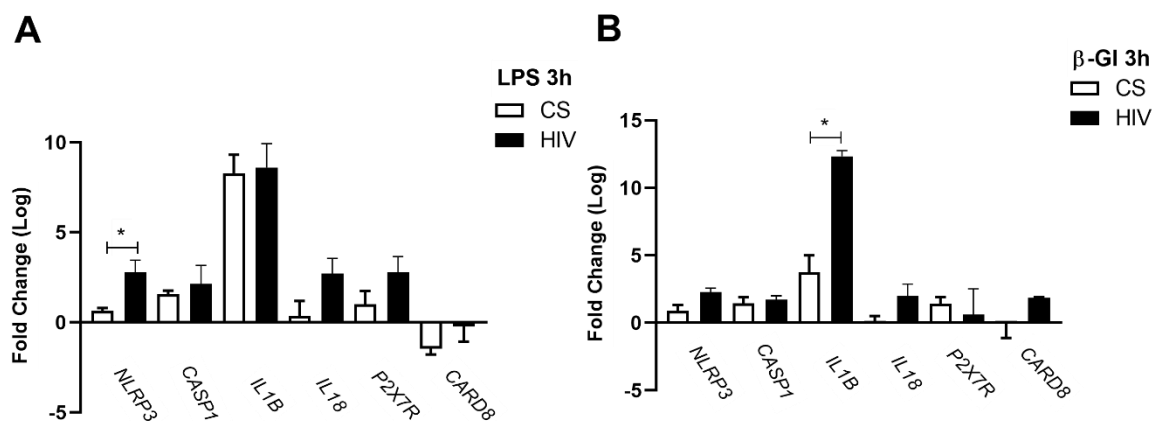 A
LPS 3h
CS
HIV
Fold Change (Log)
10
5
0
-5
*
NLRP3
CASP1
IL1B
IL18
P2X7R
CARD8
B
β-Gl 3h
CS
HIV
Fold Change (Log)
15
10
5
0
-5
*
NLRP3
CASP1
IL1B
IL18
P2X7R
CARD8